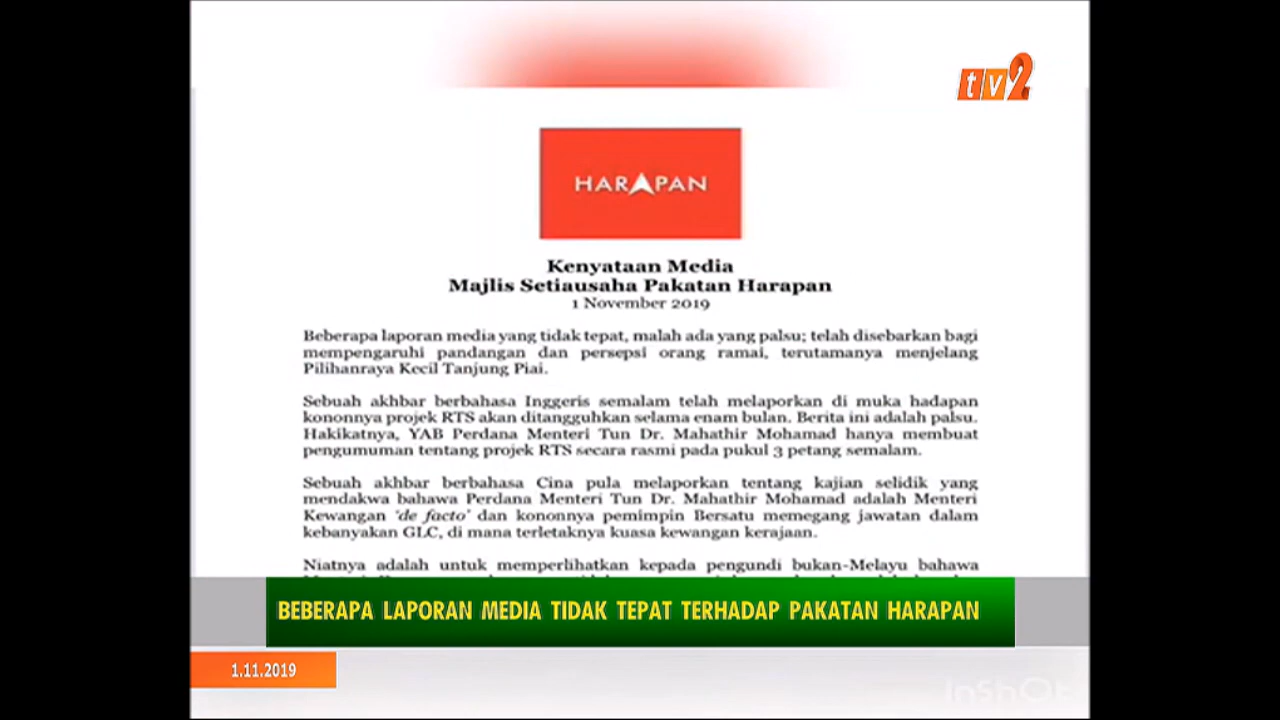 tv2
HARAPAN
Kenyataan Media
Majlis Setiausaha Pakatan Harapan
1 November 2019
Beberapa laporan media yang tidak tepat, malah ada yang palsu; telah disebarkan bagi
mempengaruhi pandangan dan persepsi orang ramai, terutamanya menjelang
Pilihanraya Kecil Tanjung Piai.
Sebuah akhbar berbahasa Inggeris semalam telah melaporkan di muka hadapan
kononnya projek RTS akan ditangguhkan selama enam bulan. Berita ini adalah palsu.
Hakikatnya, YAB Perdana Menteri Tun Dr. Mahathir Mohamad hanya membuat
pengumuman tentang projek RTS secara rasmi pada pukul 3 petang semalam.
Sebuah akhbar berbahasa Cina pula melaporkan tentang kajian selidik yang
mendakwa bahawa Perdana Menteri Tun Dr. Mahathir Mohamad adalah Menteri
Kewangan 'de facto' dan kononnya pemimpin Bersatu memegang jawatan dalam
kebanyakan GLC, di mana terletaknya kuasa kewangan kerajaan.
Niatnya adalah untuk memperlihatkan kepada pengundi bukan-Melayu bahawa
BEBERAPA LAPORAN MEDIA TIDAK TEPAT TERHADAP PAKATAN HARAPAN
1.11.2019
InShOt